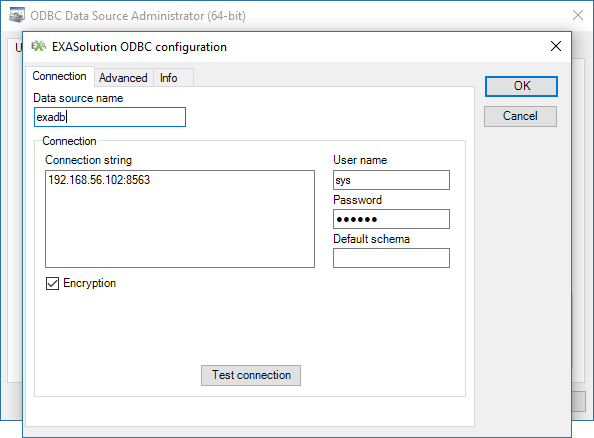 ODBC Data Source Administrator (64-bit)
U
EXA EXASolution ODBC configuration
Connection Advanced Info
OK
Data source name
exadb
Cancel
Connection
Connection string
User name
192.168.56.102:8563
sys
Password
●●●●●●
Default schema
Encryption
Test connection